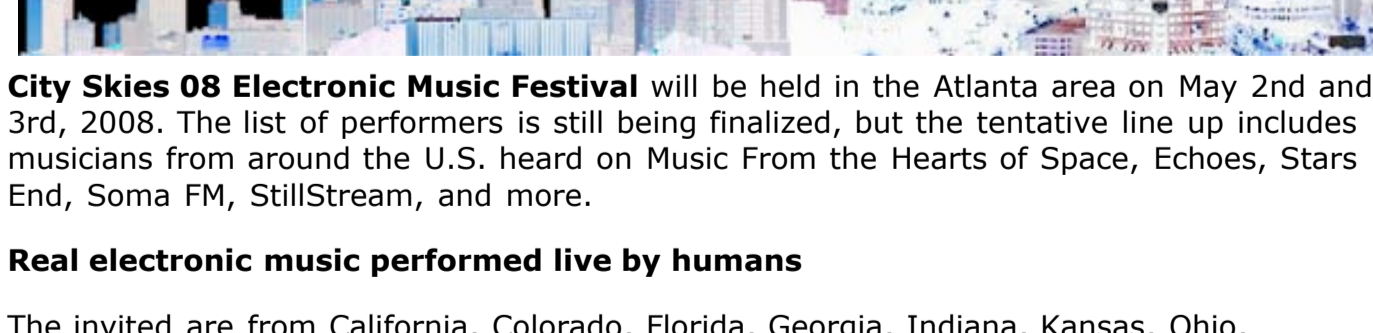 City Skies 08 Electronic Music Festival will be held in the Atlanta area on May 2nd and
3rd, 2008. The list of performers is still being finalized, but the tentative line up includes
musicians from around the U.S. heard on Music From the Hearts of Space, Echoes, Stars
End, Soma FM, StillStream, and more.
Real electronic music performed live by humans
The invited are from California, Colorado, Florida, Georgia, Indiana, Kansas, Ohio,